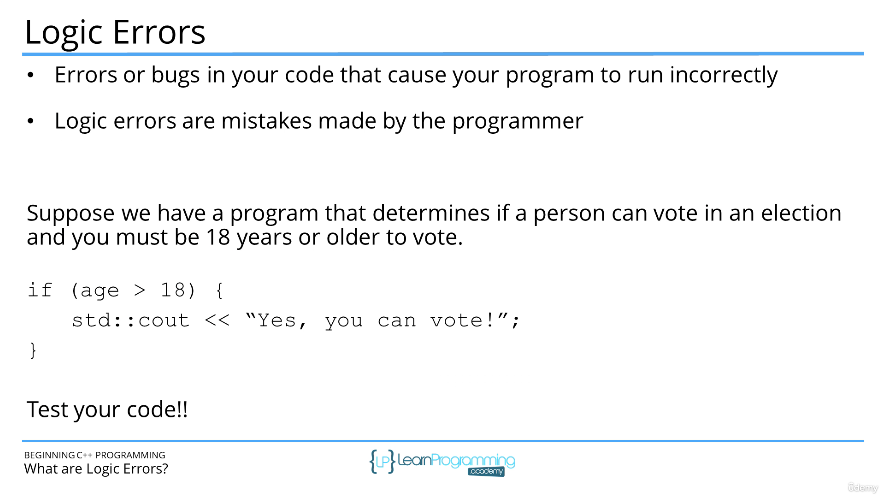 Logic Errors
• Errors or bugs in your code that cause your program to run incorrectly
• Logic errors are mistakes made by the programmer
Suppose we have a program that determines if a person can vote in an election
and you must be 18 years or older to vote.
if (age > 18) {
std::cout << “Yes, you can vote!”;
}
Test your code!!
BEGINNING C++ PROGRAMMING
What are Logic Errors?
{LP} LearnProgramming
academy
Udemy